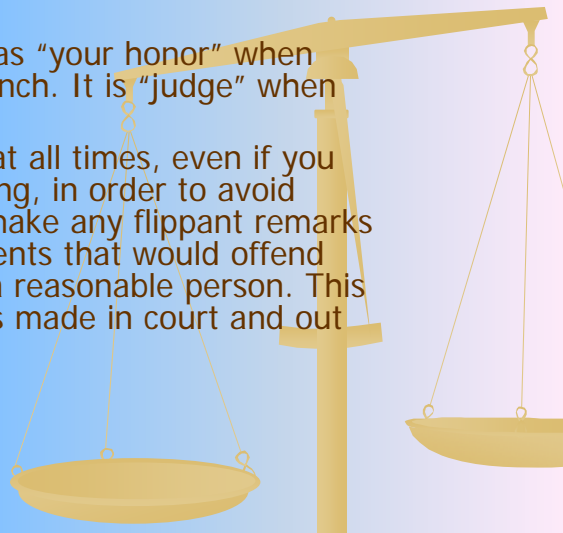 as “your honor” when
nch. It is “judge” when
at all times, even if you
ng, in order to avoid
make any flippant remarks
ents that would offend
a reasonable person. This
s made in court and out